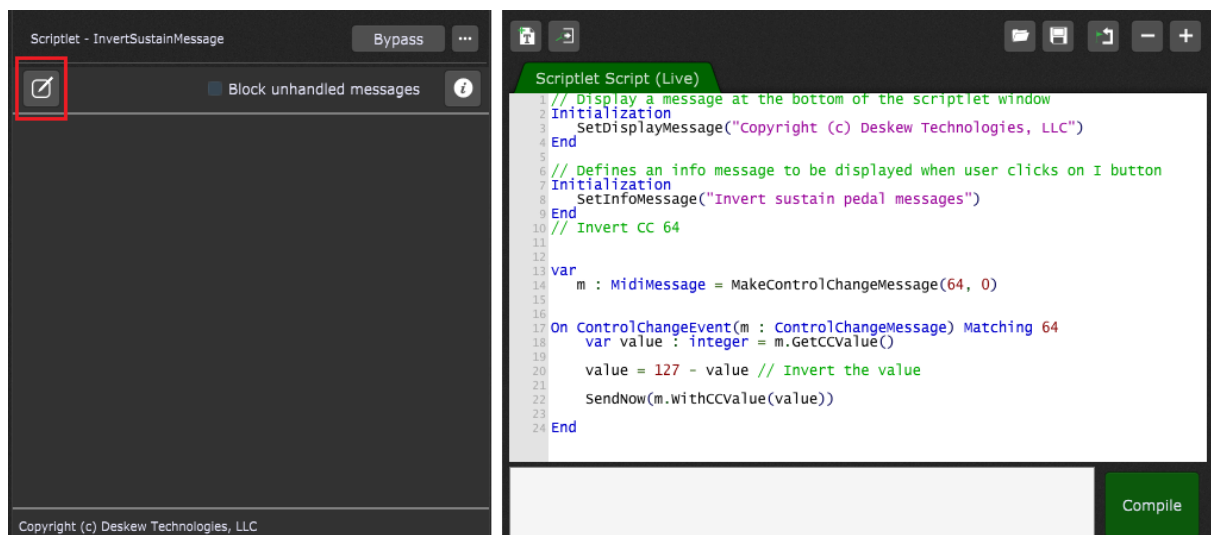 Scriptlet - InvertSustainMessage
Bypass
Block unhandled messages
i
Copyright (c) Deskew Technologies, LLC
T
Scriptlet Script (Live)
1 // Display a message at the bottom of the scriptlet window
2 Initialization
3 SetDisplayMessage("Copyright (c) Deskew Technologies, LLC")
4 End
5
6 // Defines an info message to be displayed when user clicks on I button
7 Initialization
8 SetInfoMessage("Invert sustain pedal messages")
9 End
10 // Invert CC 64
11
12
13 var
14 m : MidiMessage = MakeControlChangeMessage(64, 0)
15
16
17 On ControlChangeEvent(m : ControlChangeMessage) Matching 64
18 var value : integer = m.GetCCValue()
19
20 value = 127 - value // Invert the value
21
22 SendNow(m.WithCCValue(value))
23
24 End
Compile